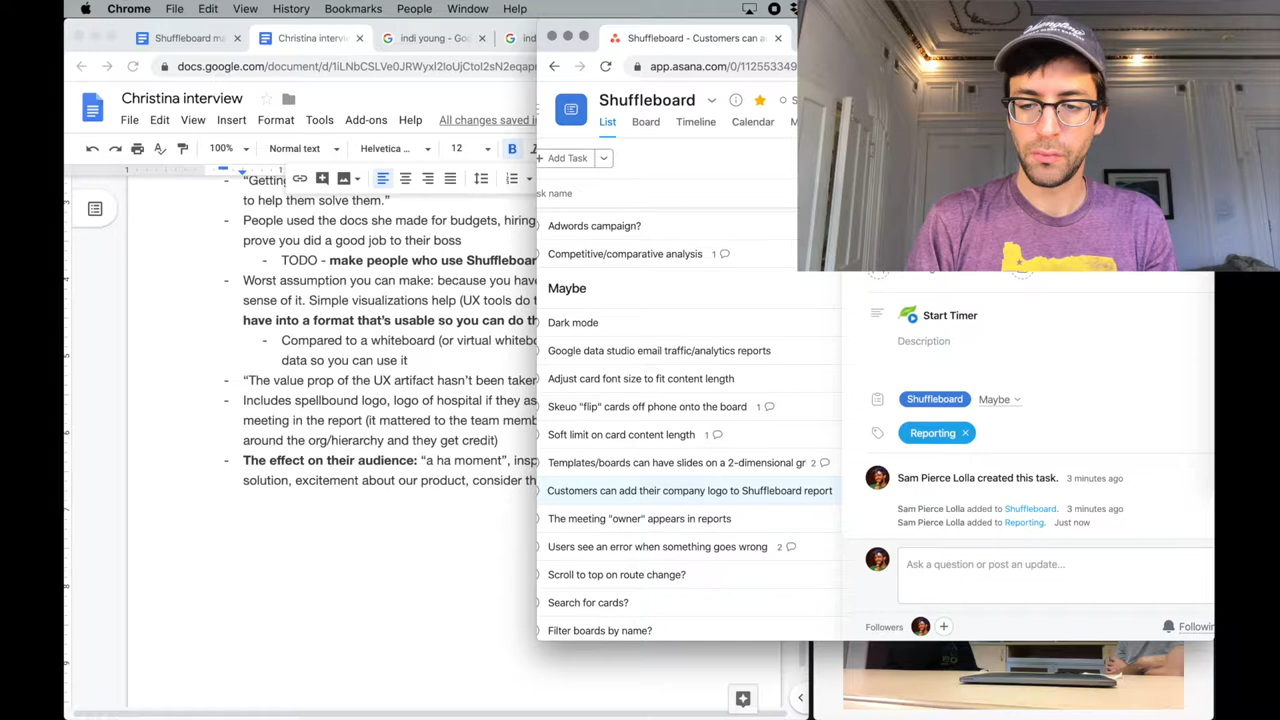 Chrome File Edit View History Bookmarks People Window Help
Shuffleboard ma
Christina intervi
indi young - Goo
ind
docs.google.com/document/d/1iLNbCSLVe0JR
Christina interview
File Edit View Insert Format Tools Add-ons Help All changes saved i
100% Normal text Helvetica ... 12 B
"Getting
to help them solve them."
- People used the docs she made for budgets, hiring
prove you did a good job to their boss
- TODO - make people who use Shuffleboar
- Worst assumption you can make: because you have
sense of it. Simple visualizations help (UX tools do t
have into a format that's usable so you can do th
- Compared to a whiteboard (or virtual whitebo
data so you can use it
- "The value prop of the UX artifact hasn't been taken
- Includes spellbound logo, logo of hospital if they as
meeting in the report (it mattered to the team memb
around the org/hierarchy and they get credit)
- The effect on their audience: "a ha moment", insp
solution, excitement about our product, consider th
Shuffleboard - Customers can a
app.asana.com/0/112553349
Shuffleboard
List Board Timeline Calendar M
Add Task
sk name
Adwords campaign?
Competitive/comparative analysis 1
Maybe
Dark mode
Google data studio email traffic/analytics reports
Adjust card font size to fit content length
Skeuo "flip" cards off phone onto the board 1
Soft limit on card content length 1
Templates/boards can have slides on a 2-dimensional gr 2
Customers can add their company logo to Shuffleboard report
The meeting "owner" appears in reports
Users see an error when something goes wrong 2
Scroll to top on route change?
Search for cards?
Filter boards by name?
Start Timer
Description
Shuffleboard Maybe
Reporting ×
Sam Pierce Lolla created this task. 3 minutes ago
Sam Pierce Lolla added to Shuffleboard. 3 minutes ago
Sam Pierce Lolla added to Reporting. Just now
Ask a question or post an update...
Followers
Followin